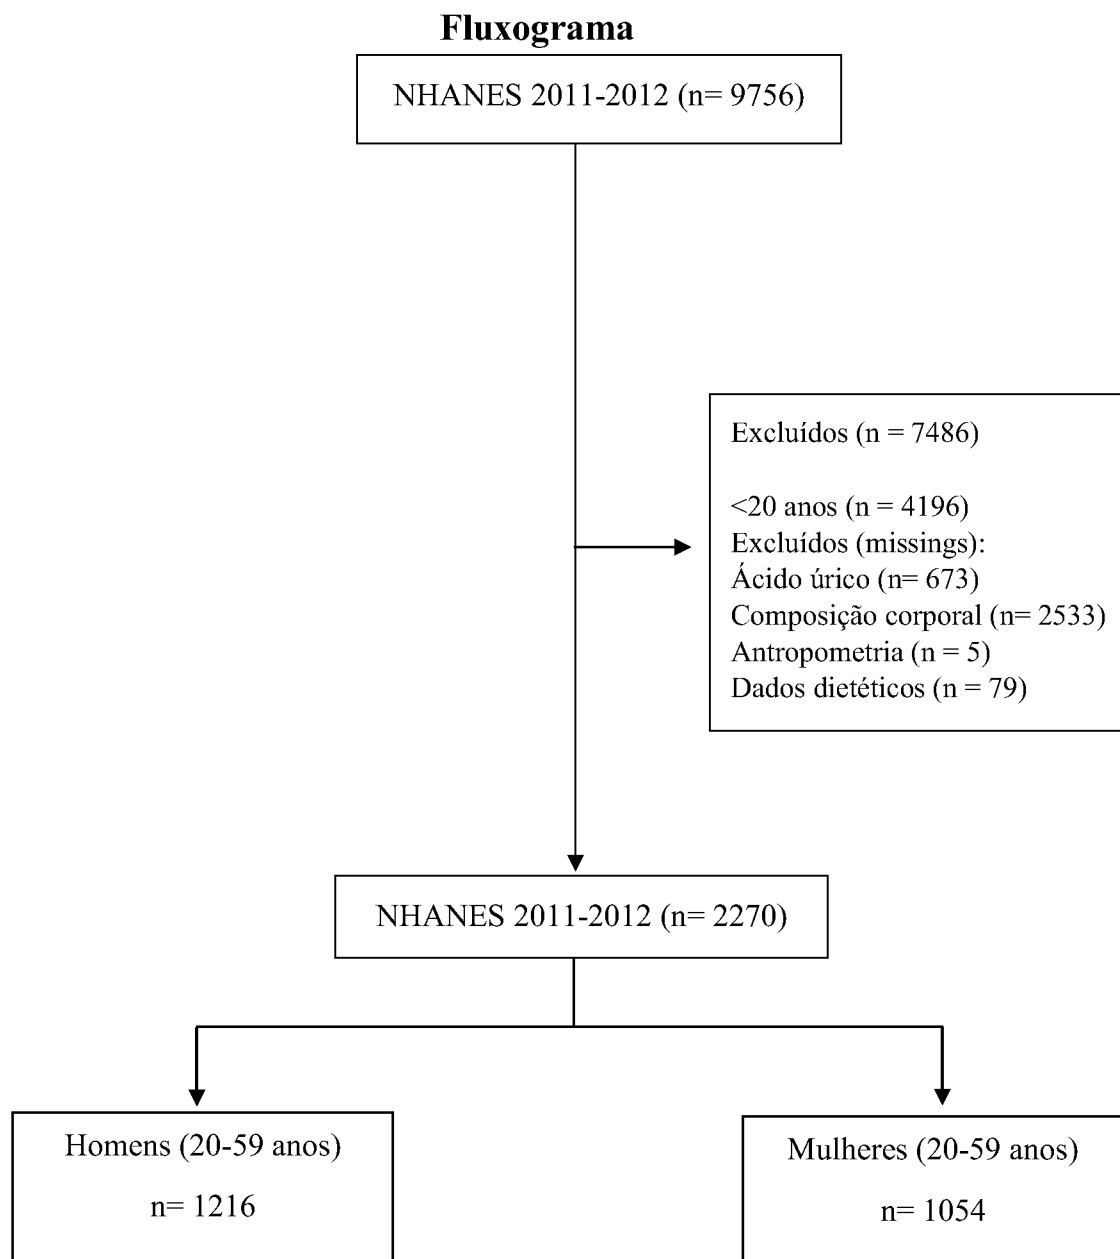 Fluxograma
NHANES 2011-2012 (n= 9756)
Excluídos (n = 7486)
<20 anos (n = 4196)
Excluídos (missings):
Ácido úrico (n= 673)
Composição corporal (n= 2533)
Antropometria (n = 5)
Dados dietéticos (n = 79)
NHANES 2011-2012 (n= 2270)
Homens (20-59 anos)
n= 1216
Mulheres (20-59 anos)
n= 1054